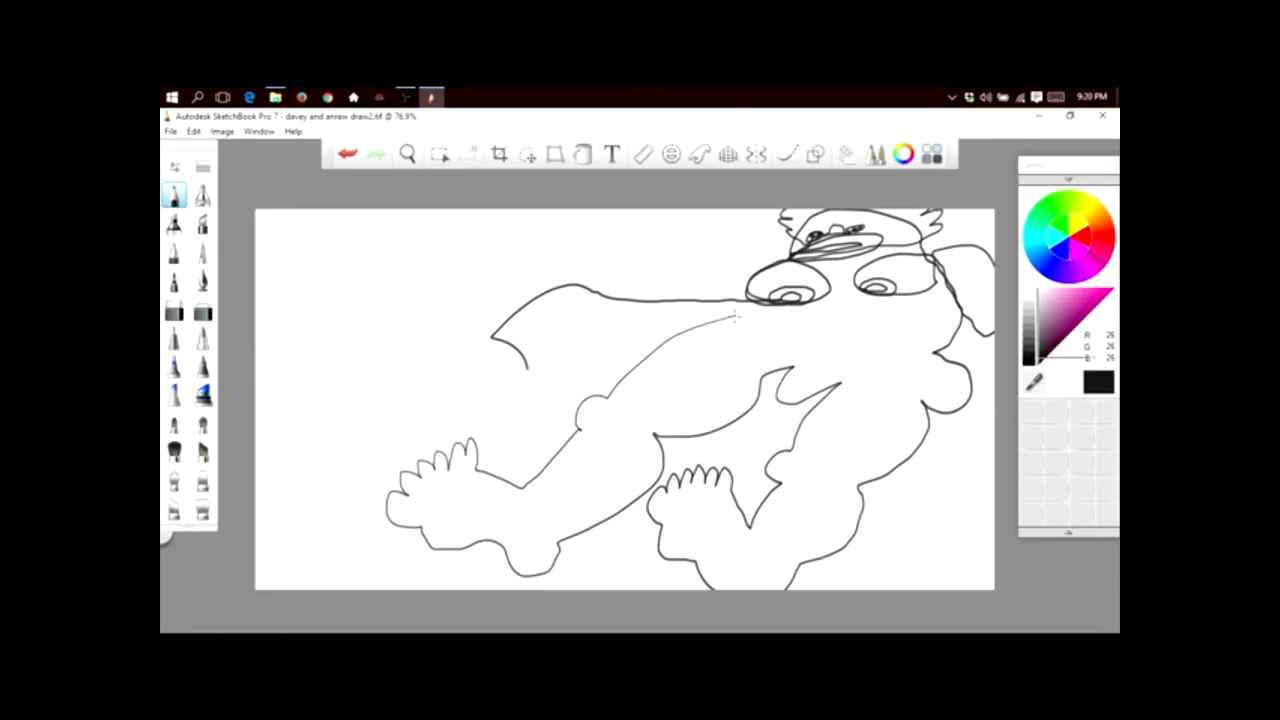 9:20 PM
Autodesk SketchBook Pro 7 - davey and anrew draw2.tif @ 76.9%
File Edit Image Window Help
R: 26
G: 26
B: 26